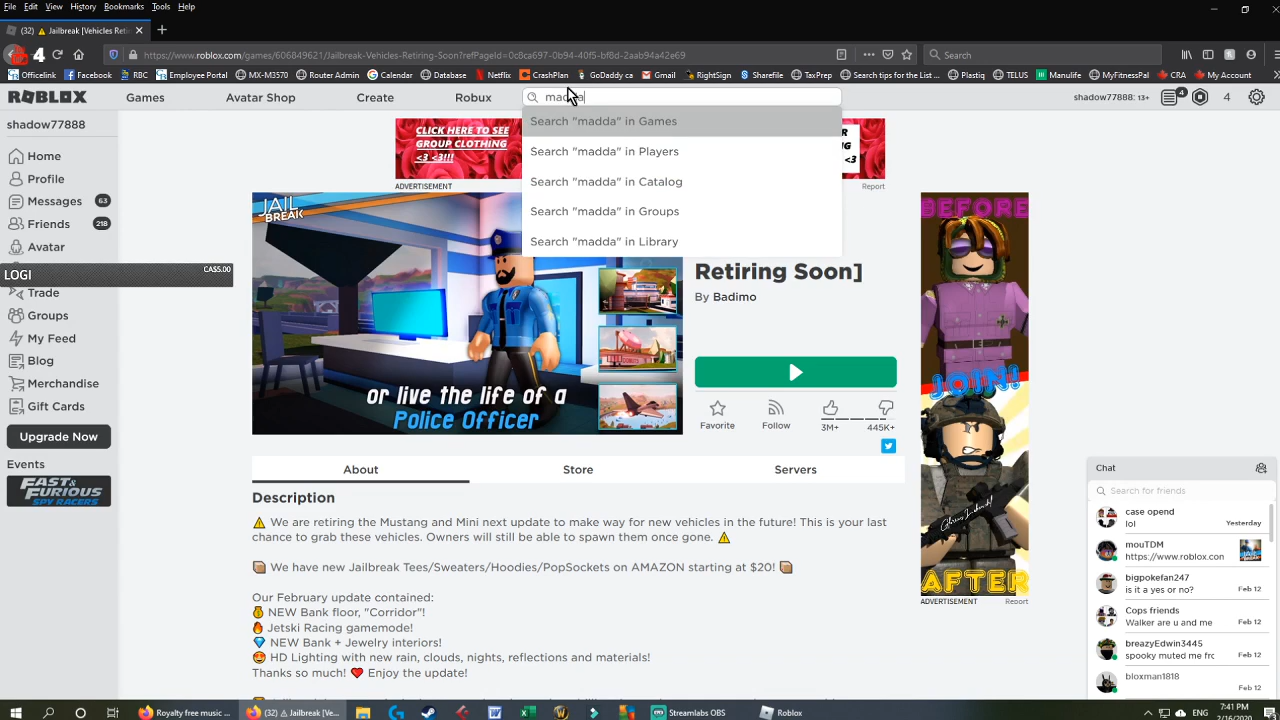 File Edit View History Bookmarks Tools Help
(32) ⚠ Jailbreak [Vehicles Reti
4
https://www.roblox.com/games/606849621/Jailbreak-Vehicles-Retiring-Soon?refPageId=0c8ca697-0b94-40f5-bf8d-2aab94a42e69
Search
Officelink Facebook RBC Employee Portal MX-M3570 Router Admin Calendar Database Netflix CrashPlan GoDaddy ca Gmail RightSign ShareFile TaxPrep Search tips for the List ... Plastiq TELUS Manulife MyFitnessPal CRA My Account
ROBLOX Games Avatar Shop Create Robux
shadow77888: 13+ 4 4
Search "madda" in Games
Search "madda" in Players
Search "madda" in Catalog
Search "madda" in Groups
Search "madda" in Library
shadow77888
Home
Profile
Messages 63
Friends 218
Avatar
LOGI CA$5.00
Trade
Groups
My Feed
Blog
Merchandise
Gift Cards
Upgrade Now
Events
FAST & FURIOUS
SPY RACERS
CLICK HERE TO SEE
GROUP CLOTHING
<3 <3!!!
ADVERTISEMENT
Report
JAIL
BREAK
DONUTS
or live the life of a
Police Officer
Retiring Soon]
By Badimo
Favorite Follow 3M+ 445K+
About Store Servers
Description
⚠ We are retiring the Mustang and Mini next update to make way for new vehicles in the future! This is your last
chance to grab these vehicles. Owners will still be able to spawn them once gone. ⚠
📦 We have new Jailbreak Tees/Sweaters/Hoodies/PopSockets on AMAZON starting at $20! 📦
Our February update contained:
💰 NEW Bank floor, "Corridor"!
🔥 Jetski Racing gamemode!
💎 NEW Bank + Jewelry interiors!
🤩 HD Lighting with new rain, clouds, nights, reflections and materials!
Thanks so much! ❤ Enjoy the update!
BEFORE
JOIN!
AFTER
ADVERTISEMENT Report
Chat
Search for friends
case opend
lol Yesterday
mouTDM
https://www.roblox.con
bigpokefan247
is it a yes or no? Feb 12
Cops friends
Walker are u and me Feb 12
breazyEdwin3445
spooky muted me frc Feb 12
bloxman1818 Feb 12
Royalty free music ... (32) ⚠ Jailbreak [Ve... Streamlabs OBS Roblox
7:41 PM
2/16/2020